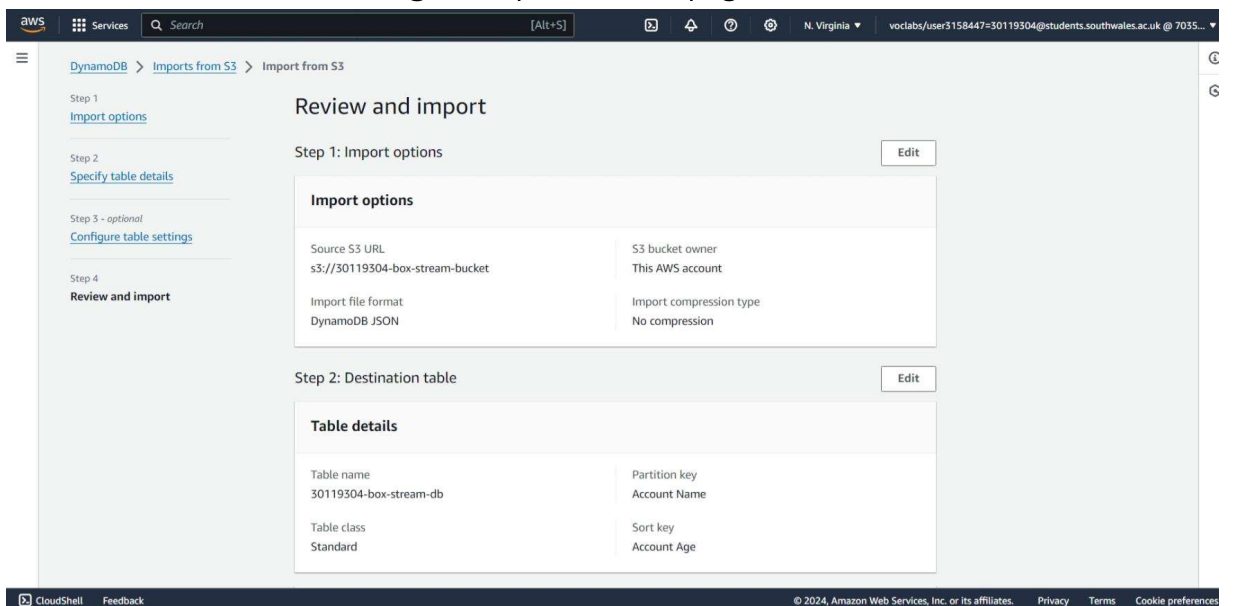 aws Services Search [Alt+S] N. Virginia ▼ voclabs/user3158447=30119304@students.southwales.ac.uk @ 7035... ▼
DynamoDB > Imports from S3 > Import from S3
Step 1
Import options
Step 2
Specify table details
Step 3 - optional
Configure table settings
Step 4
Review and import
Review and import
Step 1: Import options Edit
Import options
Source S3 URL
s3://30119304-box-stream-bucket
S3 bucket owner
This AWS account
Import file format
DynamoDB JSON
Import compression type
No compression
Step 2: Destination table Edit
Table details
Table name
30119304-box-stream-db
Partition key
Account Name
Table class
Standard
Sort key
Account Age
CloudShell Feedback © 2024, Amazon Web Services, Inc. or its affiliates. Privacy Terms Cookie preferences